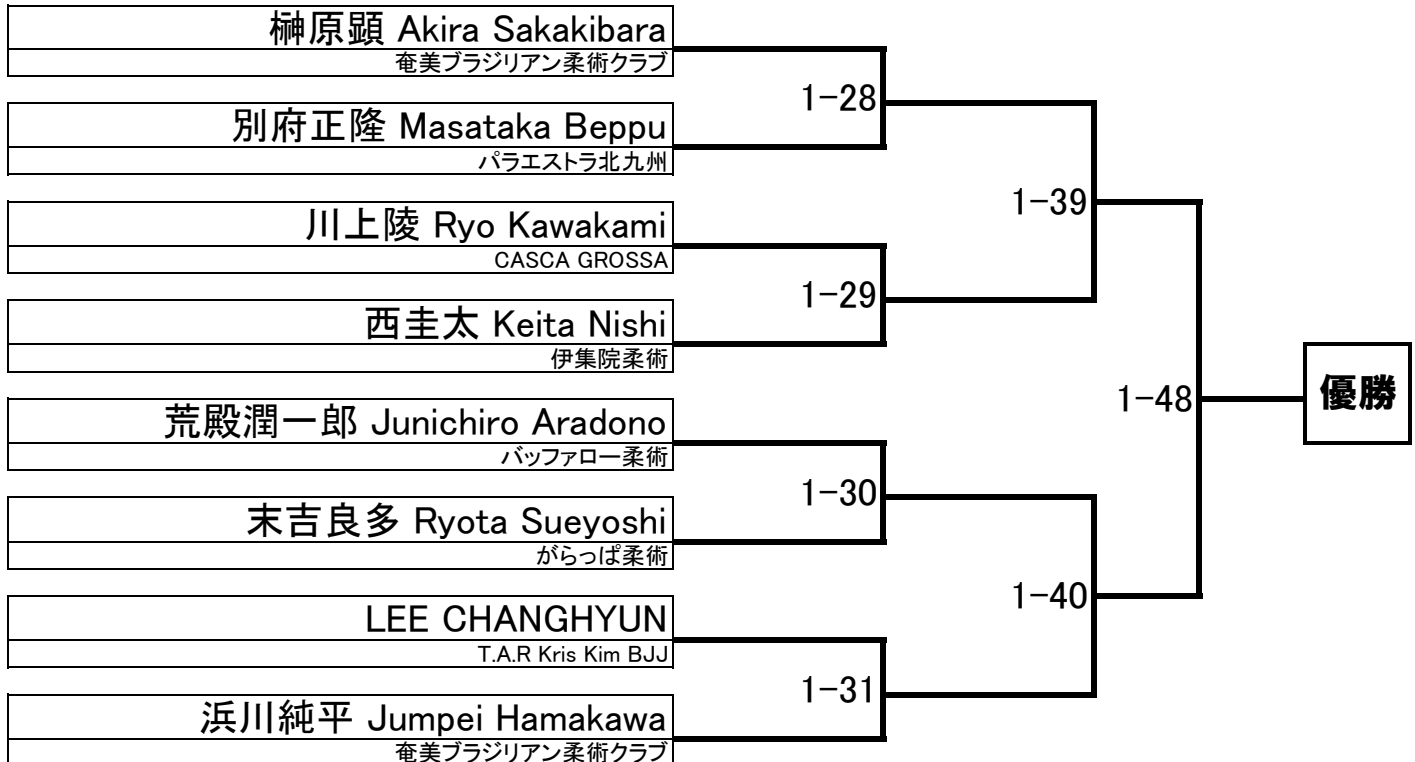 榊原顕 Akira Sakakibara
奄美ブラジリアン柔術クラブ
1-28
別府正隆 Masataka Beppu
パラエストラ北九州
1-39
川上陵 Ryo Kawakami
CASCA GROSSA
1-29
西圭太 Keita Nishi
伊集院柔術
1-48
優勝
荒殿潤一郎 Junichiro Aradono
バッファロー柔術
1-30
末吉良多 Ryota Sueyoshi
がらっぱ柔術
1-40
LEE CHANGHYUN
T.A.R Kris Kim BJJ
1-31
浜川純平 Jumpei Hamakawa
奄美ブラジリアン柔術クラブ